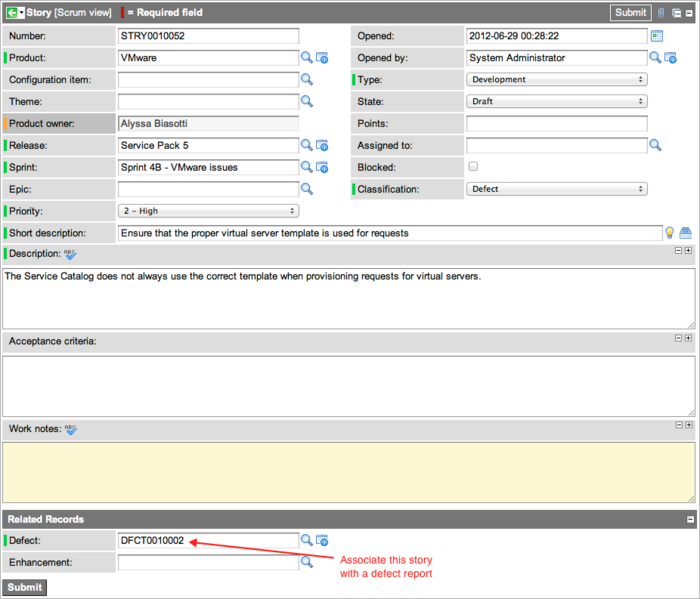 Story [Scrum view] = Required field Submit
Number: STRY0010052 Opened: 2012-06-29 00:28:22
Product: VMware Opened by: System Administrator
Configuration item: Type: Development
Theme: State: Draft
Product owner: Alyssa Biasotti Points:
Release: Service Pack 5 Assigned to:
Sprint: Sprint 4B - VMware issues Blocked:
Epic: Classification: Defect
Priority: 2 - High
Short description: Ensure that the proper virtual server template is used for requests
Description: ABC
The Service Catalog does not always use the correct template when provisioning requests for virtual servers.
Acceptance criteria:
Work notes: ABC
Related Records
Defect: DFCT0010002
Enhancement:
Associate this story
with a defect report
Submit